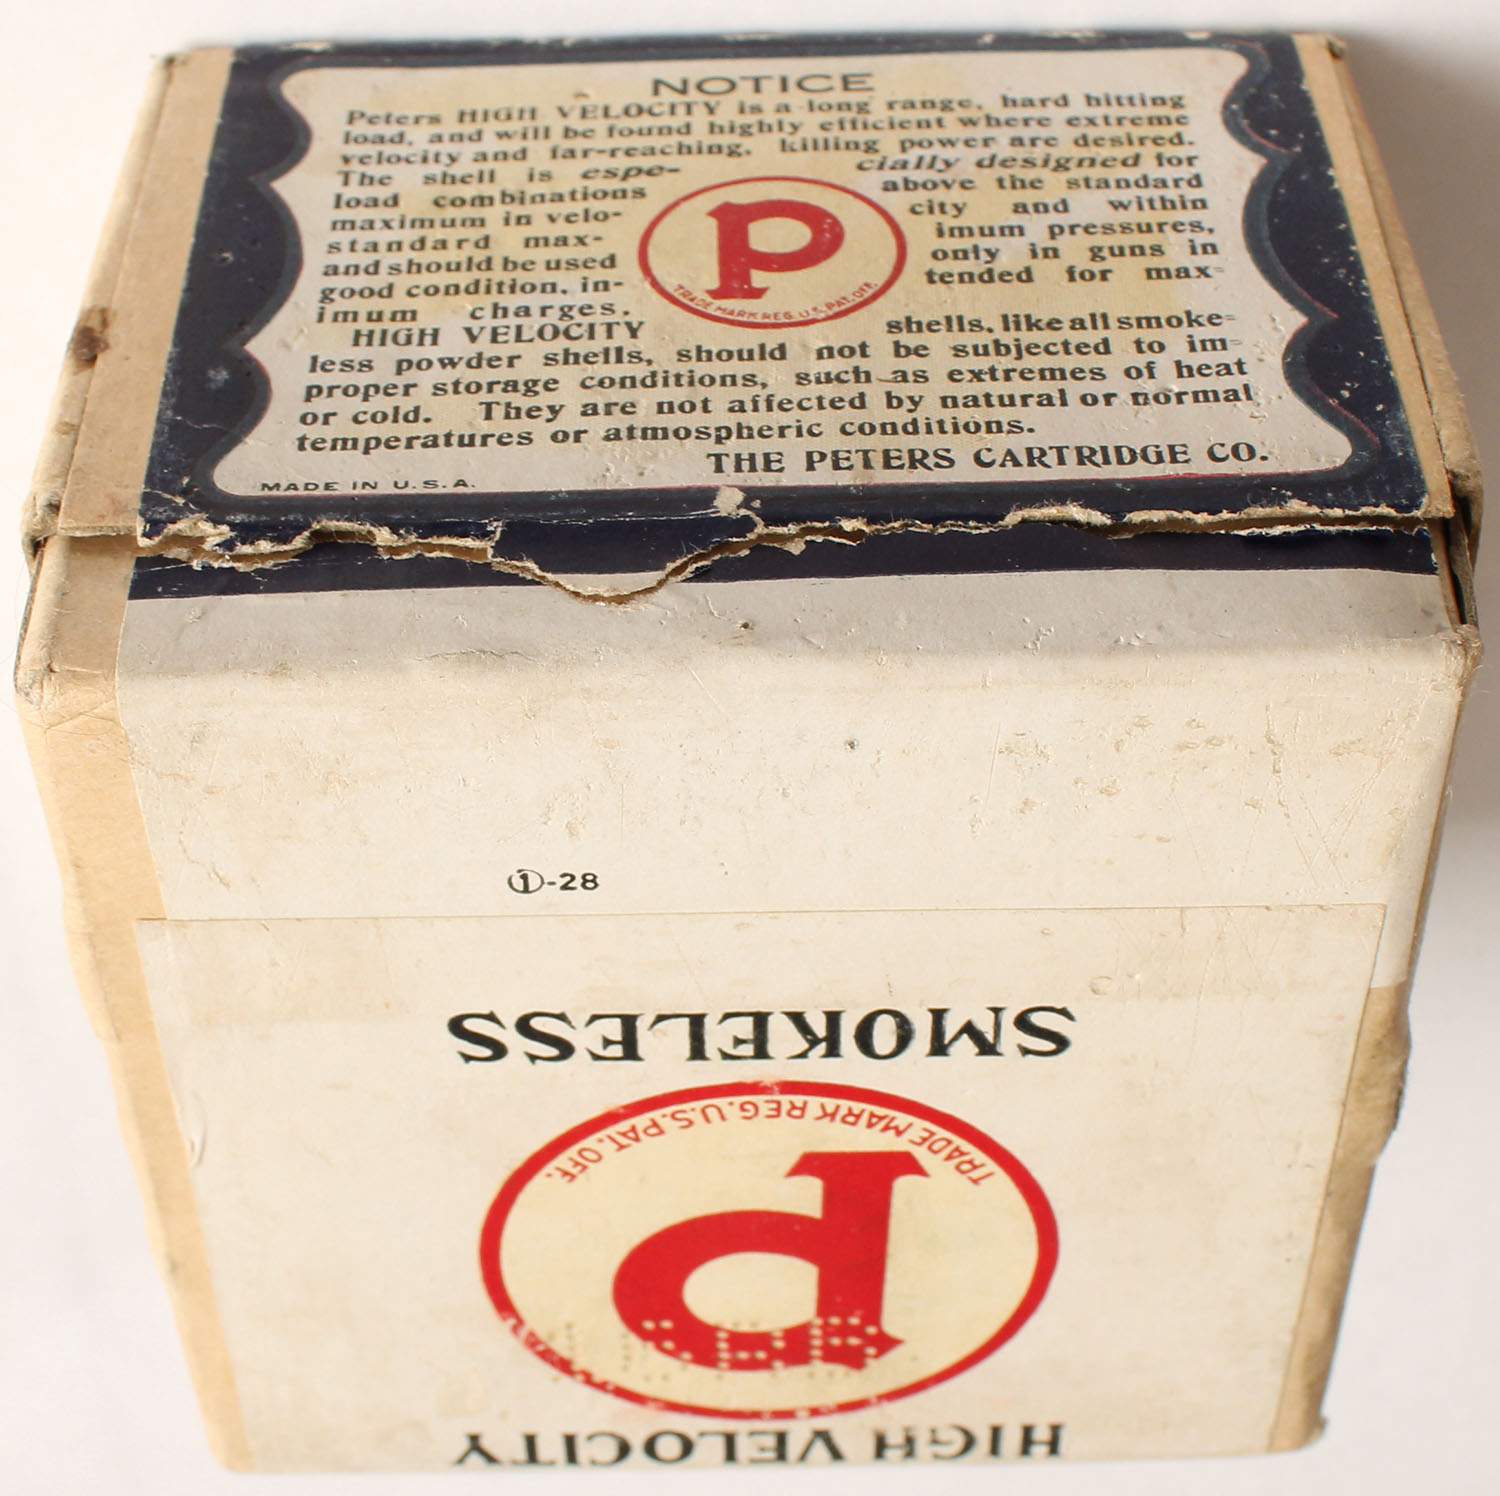 NOTICE
Peters HIGH VELOCITY is a long range, hard hitting
load, and will be found highly efficient where extreme
velocity and far-reaching, killing power are desired.
The shell is espe- cially designed for
load combinations above the standard
maximum in velo- city and within
standard max- imum pressures,
and should be used only in guns in
good condition, in- tended for max-
imum charges.
P
TRADE MARK REG. U.S. PAT. OFF.
HIGH VELOCITY shells, like all smoke-
less powder shells, should not be subjected to im-
proper storage conditions, such as extremes of heat
or cold. They are not affected by natural or normal
temperatures or atmospheric conditions.
THE PETERS CARTRIDGE CO.
MADE IN U.S.A.
①-28
HIGH VELOCITY
P
TRADE MARK REG. U.S. PAT. OFF.
SMOKELESS